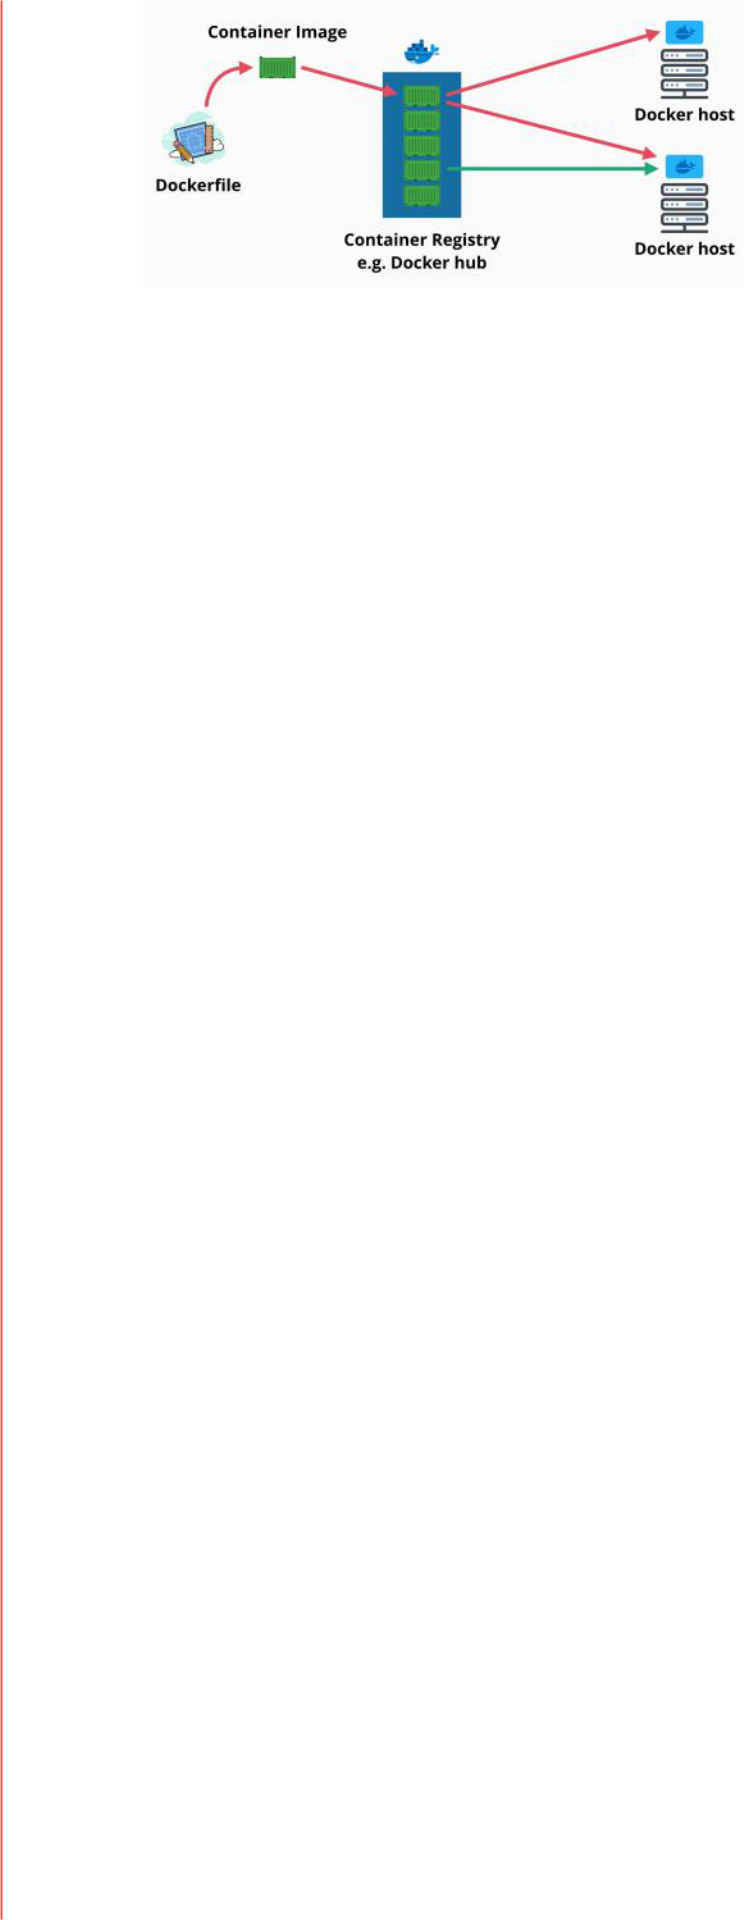 Container Image
Docker host
Dockerfile
Container Registry
e.g. Docker hub
Docker host